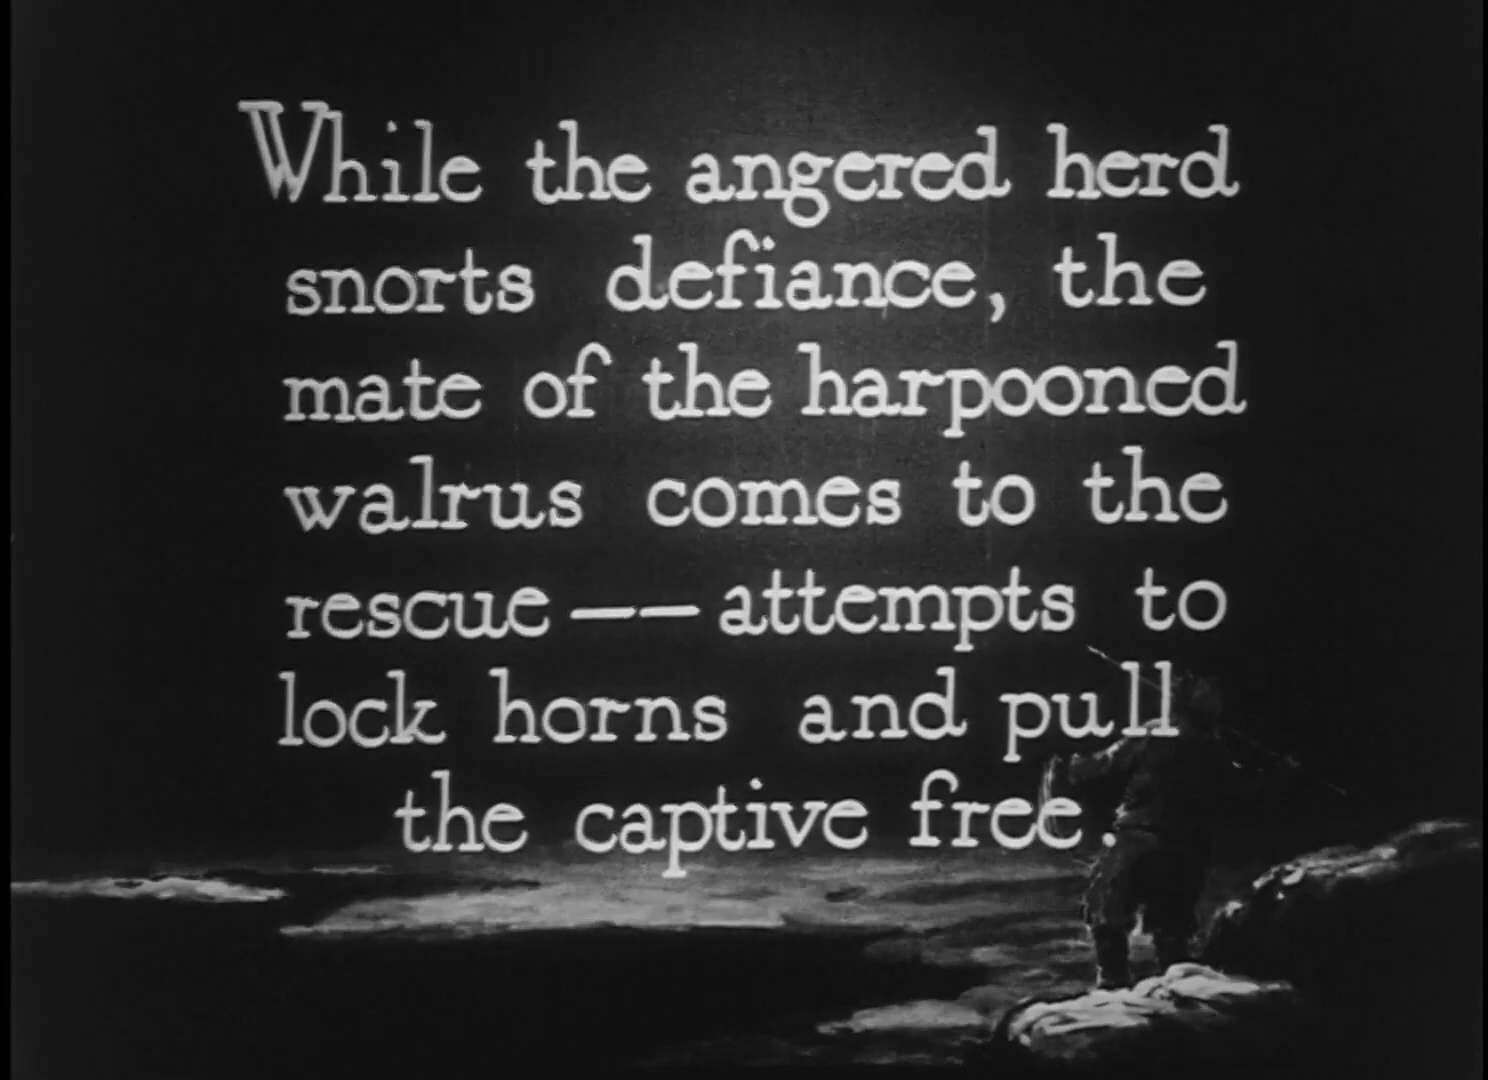 While the angered herd
snorts defiance, the
mate of the harpooned
walrus comes to the
rescue -- attempts to
lock horns and pull
the captive free.